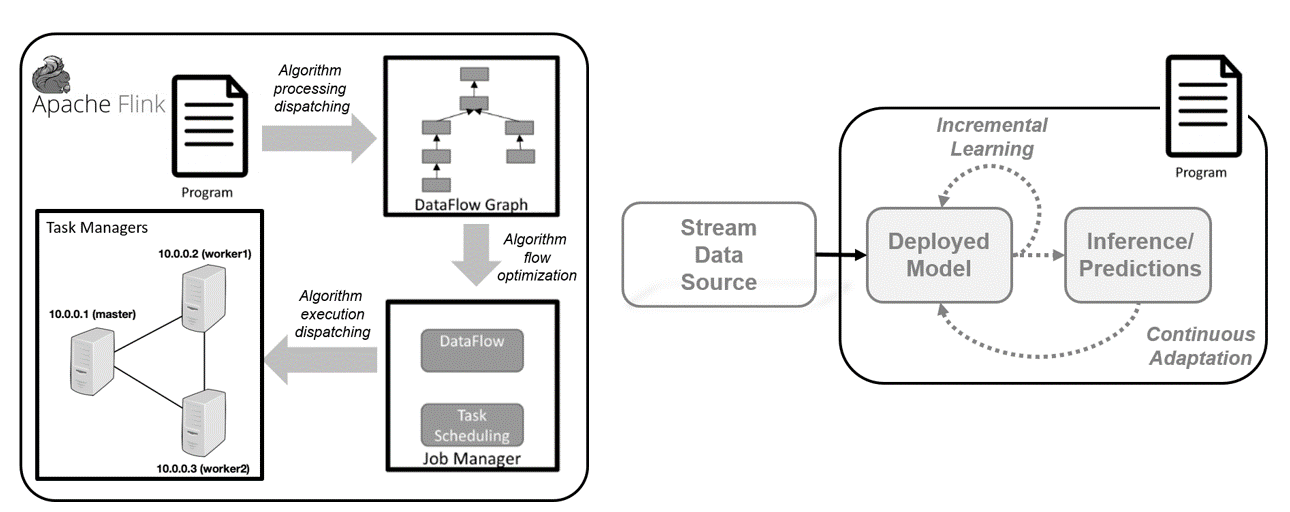 Apache Flink
Program
Algorithm
processing
dispatching
DataFlow Graph
Algorithm
flow
optimization
DataFlow
Task
Scheduling
Job Manager
Algorithm
execution
dispatching
Task Managers
10.0.0.2 (worker1)
10.0.0.1 (master)
10.0.0.3 (worker2)
Stream
Data
Source
Program
Incremental
Learning
Deployed
Model
Inference/
Predictions
Continuous
Adaptation